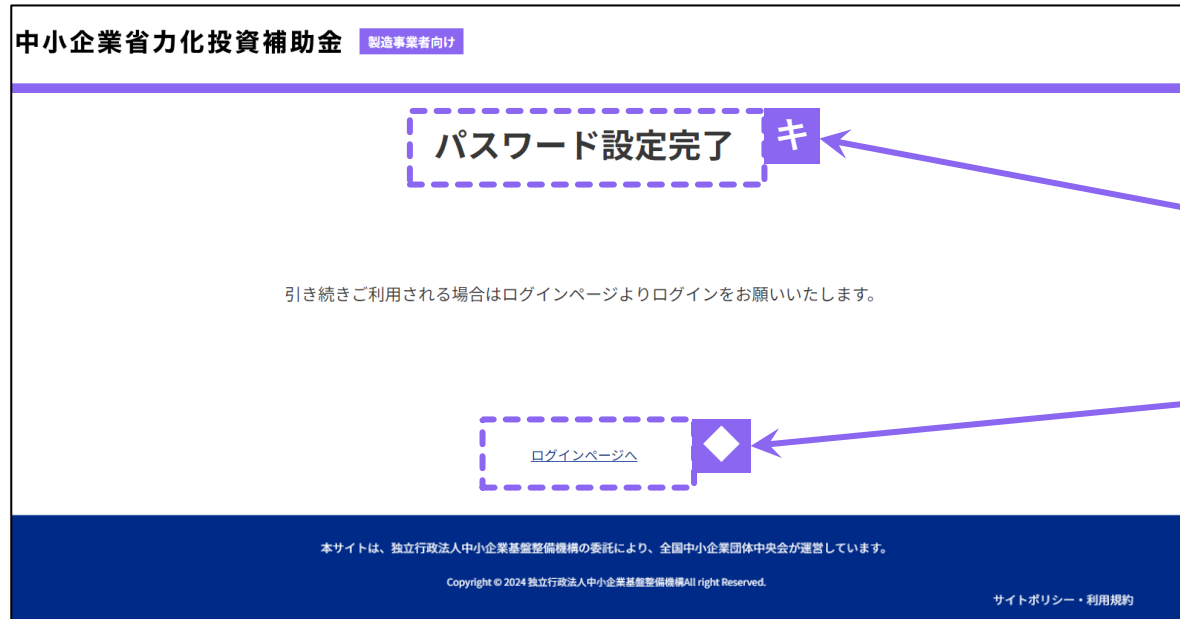 中小企業省力化投資補助金 製造事業者向け
パスワード設定完了 キ
引き続きご利用される場合はログインページよりログインをお願いいたします。
ログインページへ ◆
本サイトは、独立行政法人中小企業基盤整備機構の委託により、全国中小企業団体中央会が運営しています。
Copyright © 2024 独立行政法人中小企業基盤整備機構All right Reserved.
サイトポリシー・利用規約